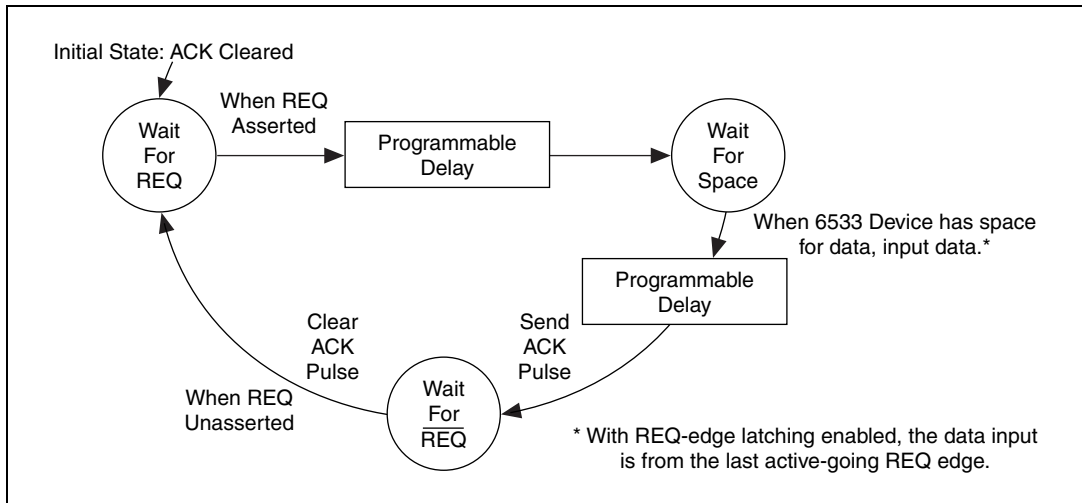 Initial State: ACK Cleared
Wait
For
REQ
When REQ
Asserted
Programmable
Delay
Wait
For
Space
When 6533 Device has space
for data, input data.*
Programmable
Delay
Send
ACK
Pulse
Wait
For
R̅E̅Q̅
Clear
ACK
Pulse
When REQ
Unasserted
* With REQ-edge latching enabled, the data input
is from the last active-going REQ edge.